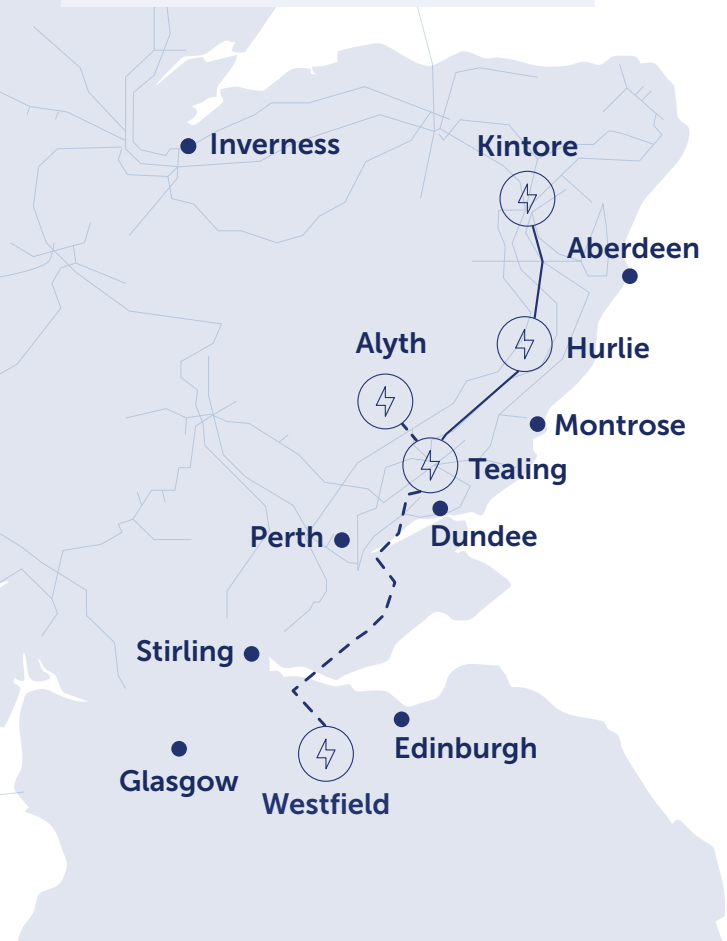 Inverness
Kintore
Aberdeen
Alyth
Hurlie
Montrose
Tealing
Perth
Dundee
Stirling
Edinburgh
Glasgow
Westfield